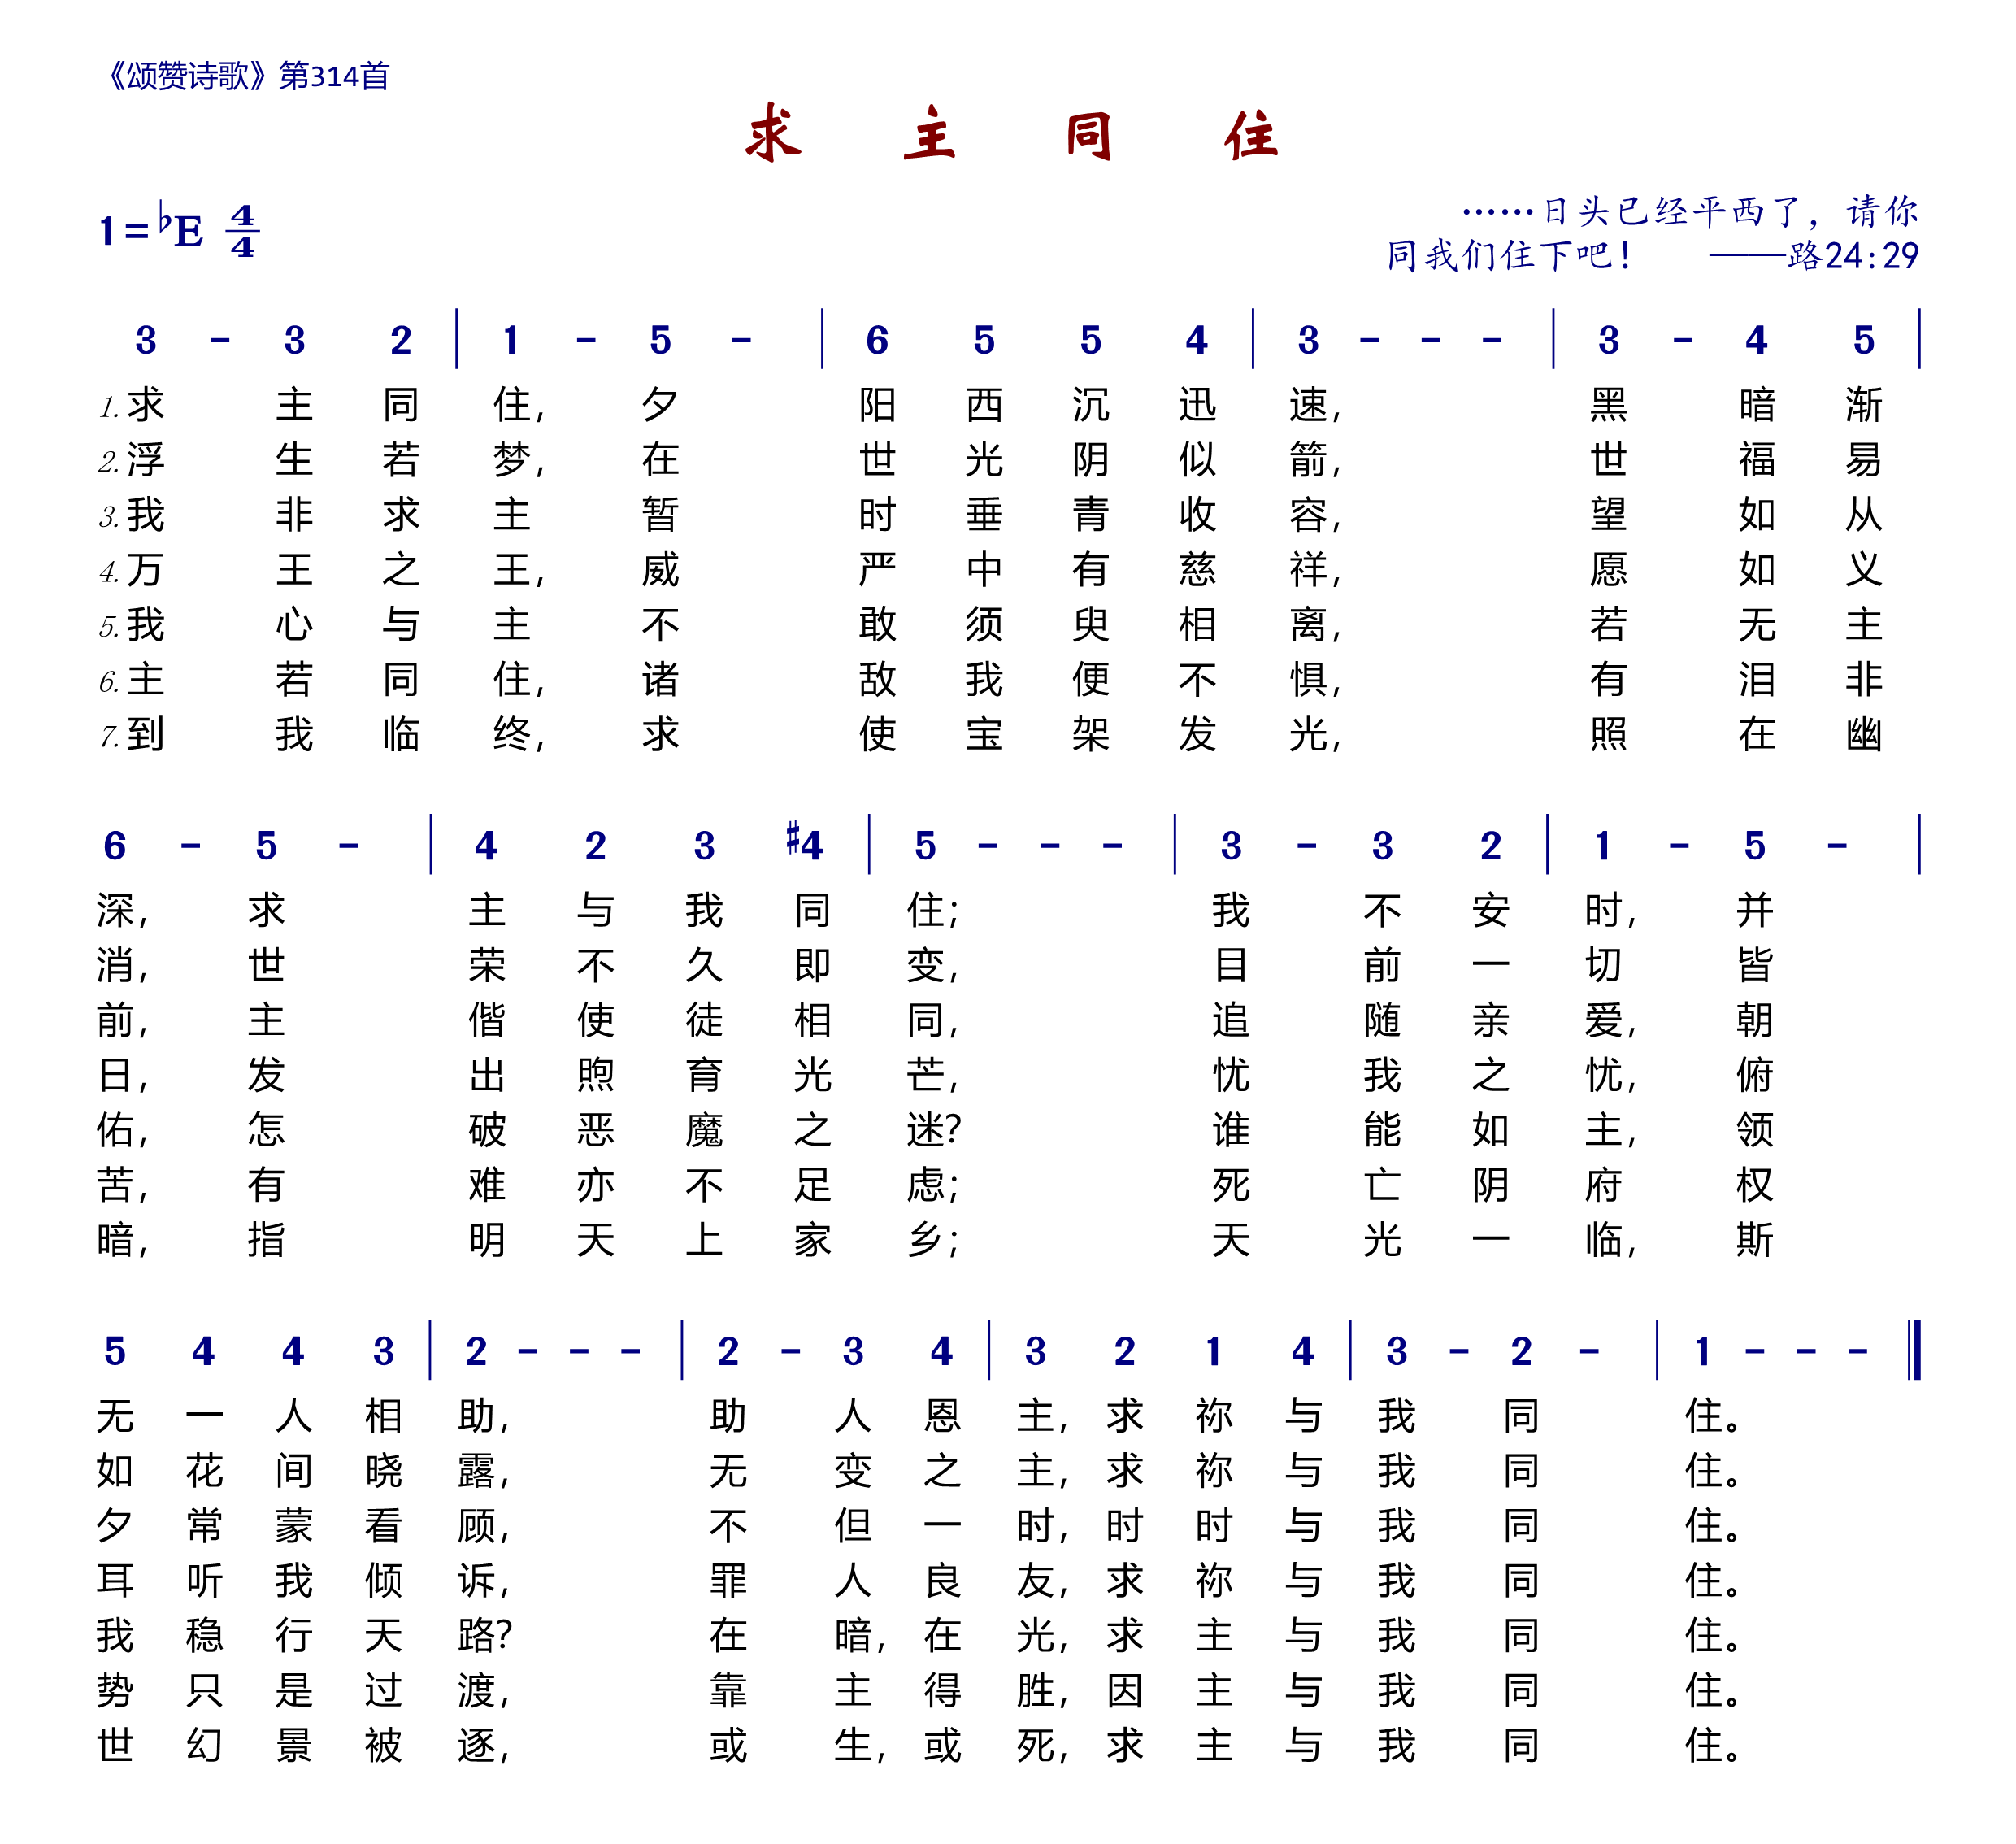 《颂赞诗歌》第314首
求 主 同 住
1=♭E 4/4
……日头已经平西了，请你
同我们住下吧！ ——路24:29
3 - 3 2 | 1 - 5 - | 6 5 5 4 | 3 - - - | 3 - 4 5 |
1.求 主 同 住, 夕 阳 西 沉 迅 速, 黑 暗 渐
2.浮 生 若 梦, 在 世 光 阴 似 箭, 世 福 易
3.我 非 求 主 暂 时 垂 青 收 容, 望 如 从
4.万 王 之 王, 威 严 中 有 慈 祥, 愿 如 义
5.我 心 与 主 不 敢 须 臾 相 离, 若 无 主
6.主 若 同 住, 诸 敌 我 便 不 惧, 有 泪 非
7.到 我 临 终, 求 使 宝 架 发 光, 照 在 幽
6 - 5 - | 4 2 3 #4 | 5 - - - | 3 - 3 2 | 1 - 5 - |
深, 求 主 与 我 同 住; 我 不 安 时, 并
消, 世 荣 不 久 即 变, 目 前 一 切 皆
前, 主 偕 使 徒 相 同, 追 随 亲 爱, 朝
日, 发 出 煦 育 光 芒, 忧 我 之 忧, 俯
佑, 怎 破 恶 魔 之 迷? 谁 能 如 主, 领
苦, 有 难 亦 不 足 虑; 死 亡 阴 府 权
暗, 指 明 天 上 家 乡; 天 光 一 临, 斯
5 4 4 3 | 2 - - - | 2 - 3 4 | 3 2 1 4 | 3 - 2 - | 1 - - - ‖
无 一 人 相 助, 助 人 恩 主, 求 祢 与 我 同 住。
如 花 间 晓 露, 无 变 之 主, 求 祢 与 我 同 住。
夕 常 蒙 看 顾, 不 但 一 时, 时 时 与 我 同 住。
耳 听 我 倾 诉, 罪 人 良 友, 求 祢 与 我 同 住。
我 稳 行 天 路? 在 暗, 在 光, 求 主 与 我 同 住。
势 只 是 过 渡, 靠 主 得 胜, 因 主 与 我 同 住。
世 幻 景 被 逐, 或 生, 或 死, 求 主 与 我 同 住。